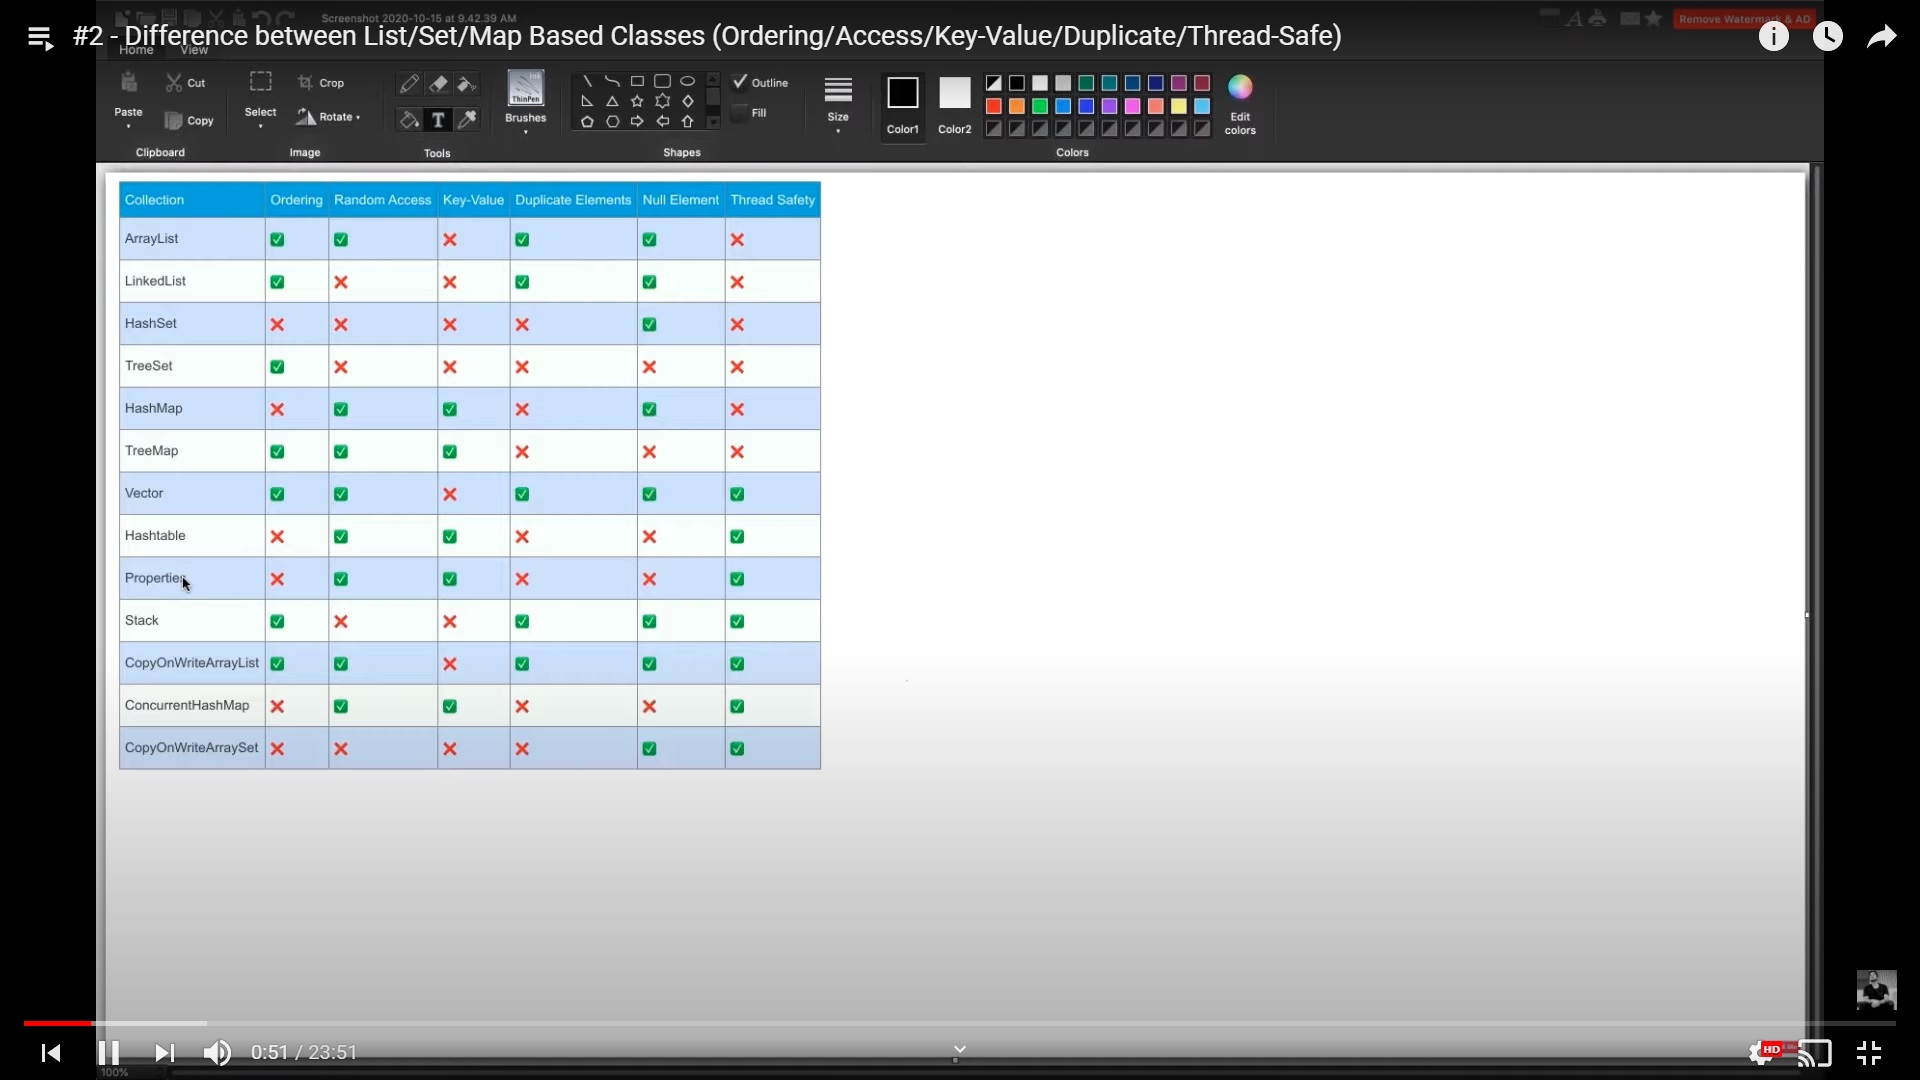 Screenshot 2020-10-15 at 9.42.39 AM
Remove Watermark & AD
#2 - Difference between List/Set/Map Based Classes (Ordering/Access/Key-Value/Duplicate/Thread-Safe)
Home View
Paste Cut Copy
Clipboard
Select Crop Rotate
Image
T
Tools
Ink
ThinPen
Brushes
Shapes
Outline
Fill
Size
Color1 Color2
Colors
Edit
colors
Collection Ordering Random Access Key-Value Duplicate Elements Null Element Thread Safety
ArrayList ✅ ✅ ❌ ✅ ✅ ❌
LinkedList ✅ ❌ ❌ ✅ ✅ ❌
HashSet ❌ ❌ ❌ ❌ ✅ ❌
TreeSet ✅ ❌ ❌ ❌ ❌ ❌
HashMap ❌ ✅ ✅ ❌ ✅ ❌
TreeMap ✅ ✅ ✅ ❌ ❌ ❌
Vector ✅ ✅ ❌ ✅ ✅ ✅
Hashtable ❌ ✅ ✅ ❌ ❌ ✅
Properties ❌ ✅ ✅ ❌ ❌ ✅
Stack ✅ ❌ ❌ ✅ ✅ ✅
CopyOnWriteArrayList ✅ ✅ ❌ ✅ ✅ ✅
ConcurrentHashMap ❌ ✅ ✅ ❌ ❌ ✅
CopyOnWriteArraySet ❌ ❌ ❌ ❌ ✅ ✅
0:51 / 23:51
HD
100%